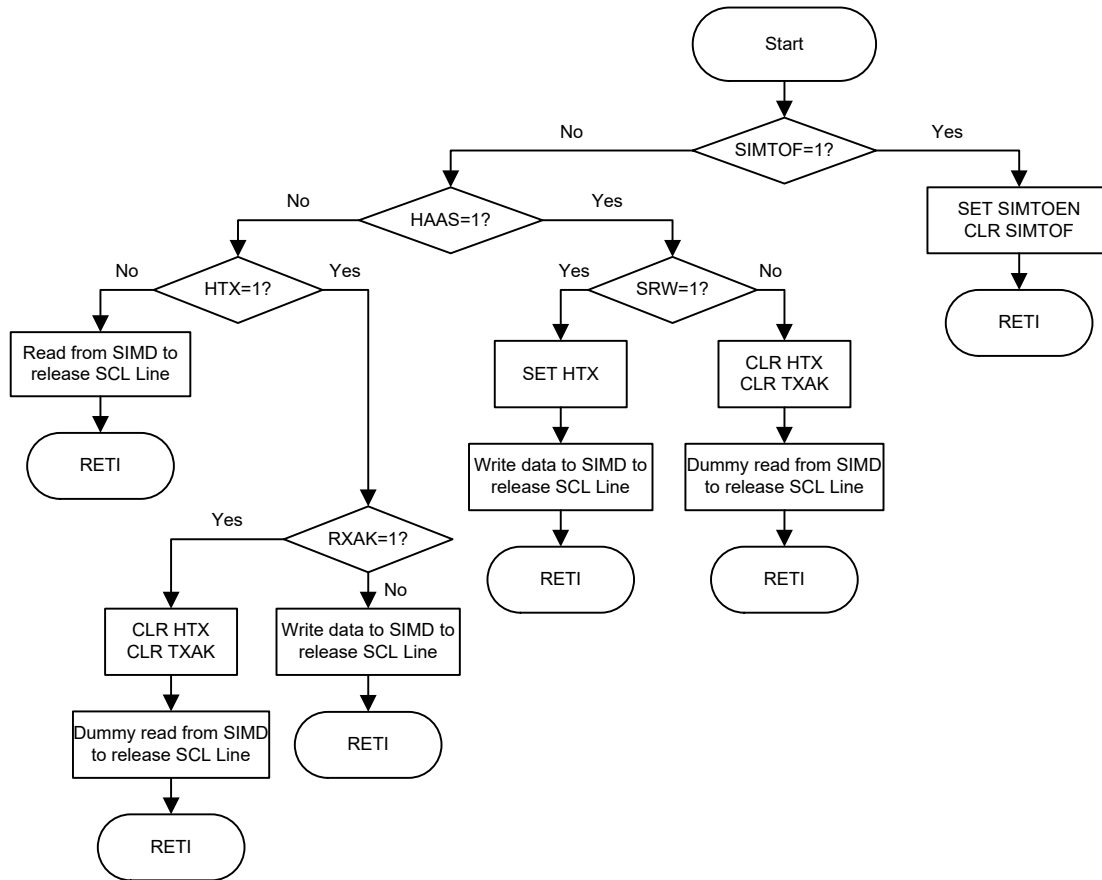 Start
No
SIMTOF=1?
Yes
No
HAAS=1?
Yes
SET SIMTOEN
CLR SIMTOF
No
HTX=1?
Yes
Yes
SRW=1?
No
RETI
Read from SIMD to
release SCL Line
SET HTX
CLR HTX
CLR TXAK
RETI
Write data to SIMD to
release SCL Line
Dummy read from SIMD
to release SCL Line
Yes
RXAK=1?
No
RETI
RETI
CLR HTX
CLR TXAK
Write data to SIMD to
release SCL Line
Dummy read from SIMD
to release SCL Line
RETI
RETI